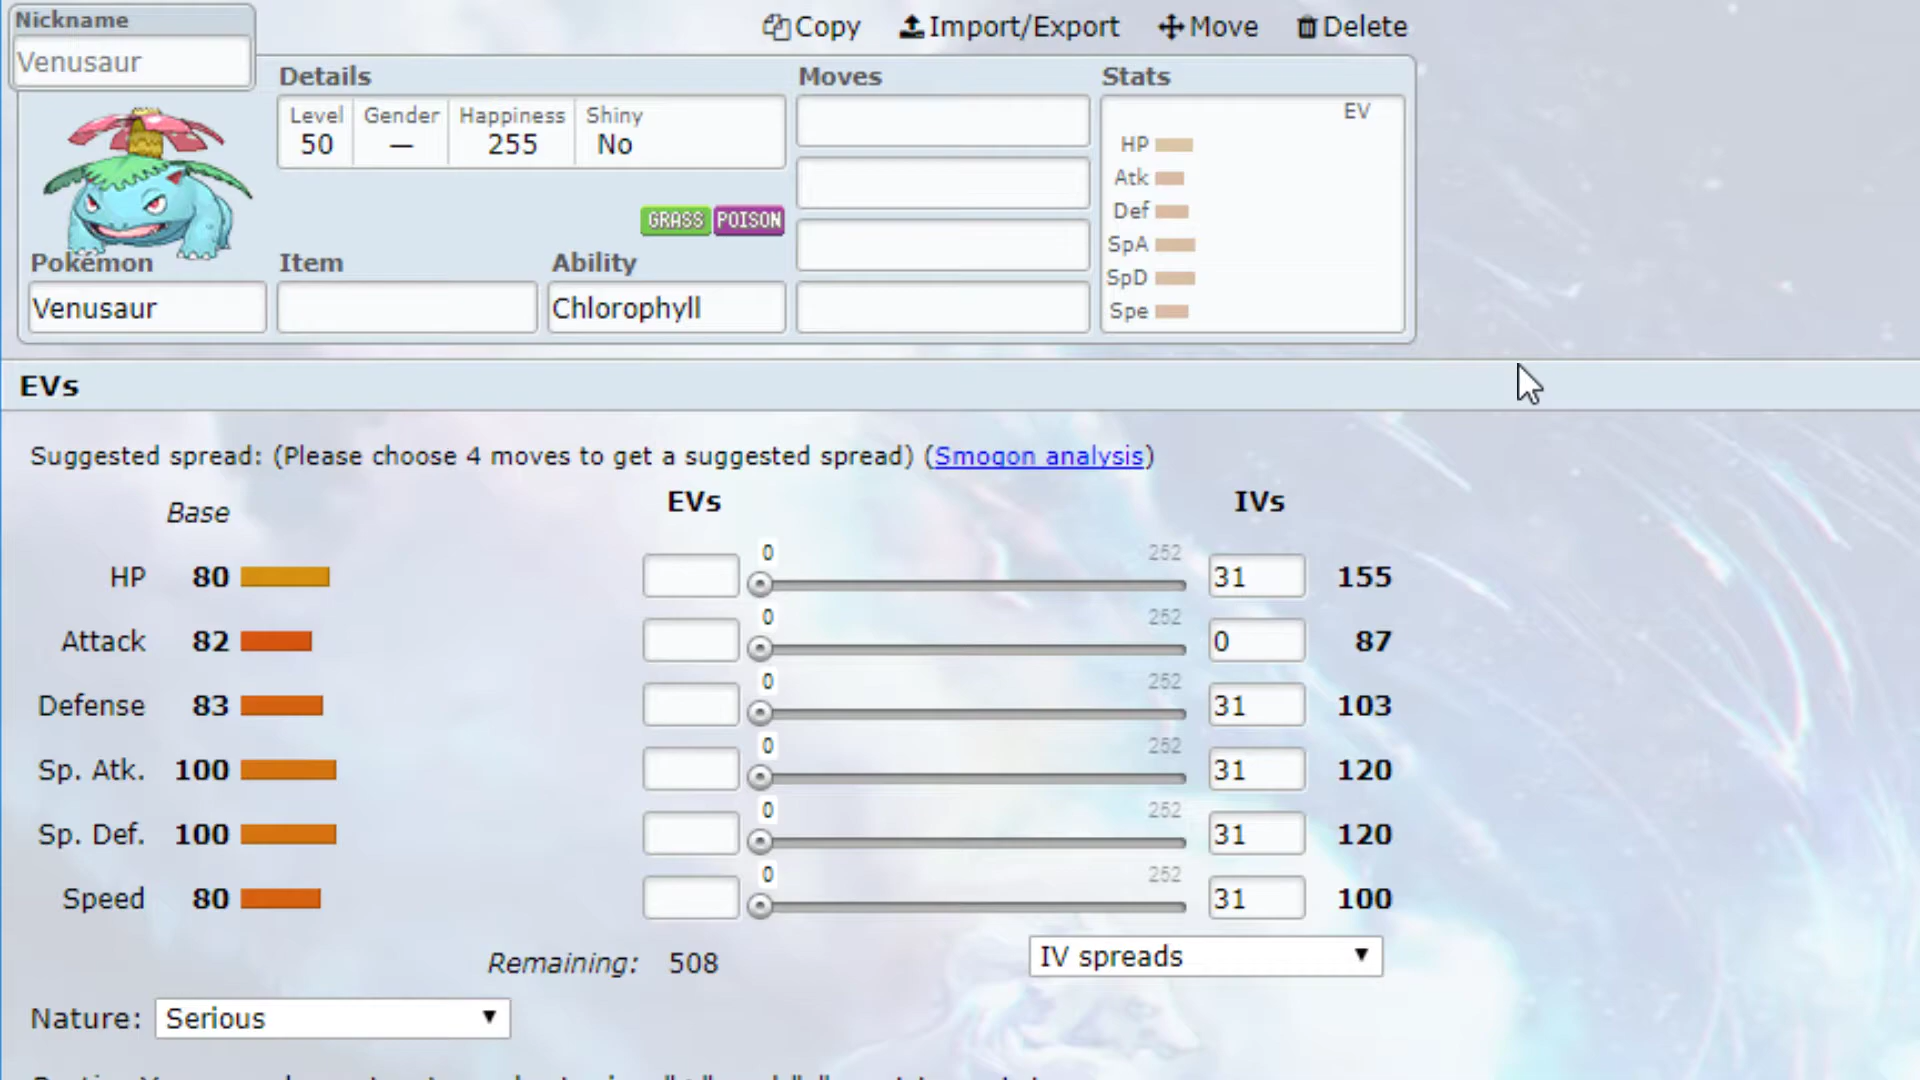 Nickname
Venusaur
Copy Import/Export Move Delete
Details
Level Gender Happiness Shiny
50 — 255 No
GRASS POISON
Pokémon Item Ability
Venusaur Chlorophyll
Moves
Stats
EV
HP
Atk
Def
SpA
SpD
Spe
EVs
Suggested spread: (Please choose 4 moves to get a suggested spread) (Smogon analysis)
Base EVs IVs
HP 80 0 252 31 155
Attack 82 0 252 0 87
Defense 83 0 252 31 103
Sp. Atk. 100 0 252 31 120
Sp. Def. 100 0 252 31 120
Speed 80 0 252 31 100
Remaining: 508 IV spreads
Nature: Serious